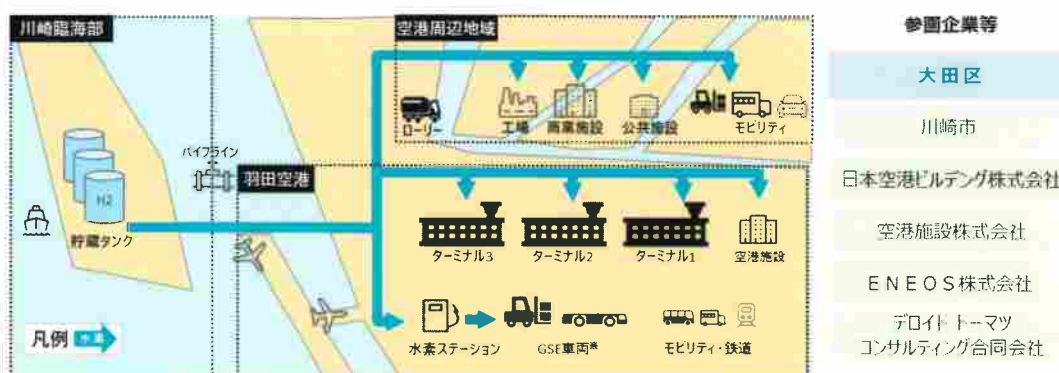 川崎臨海部
空港周辺地域
ローリー
工場
商業施設
公共施設
モビリティ
パイプライン
羽田空港
H2
貯蔵タンク
ターミナル3
ターミナル2
ターミナル1
空港施設
水素ステーション
GSE車両※
モビリティ・鉄道
凡例
水素
参画企業等
大田区
川崎市
日本空港ビルデング株式会社
空港施設株式会社
ENEOS株式会社
デロイト トーマツ
コンサルティング合同会社